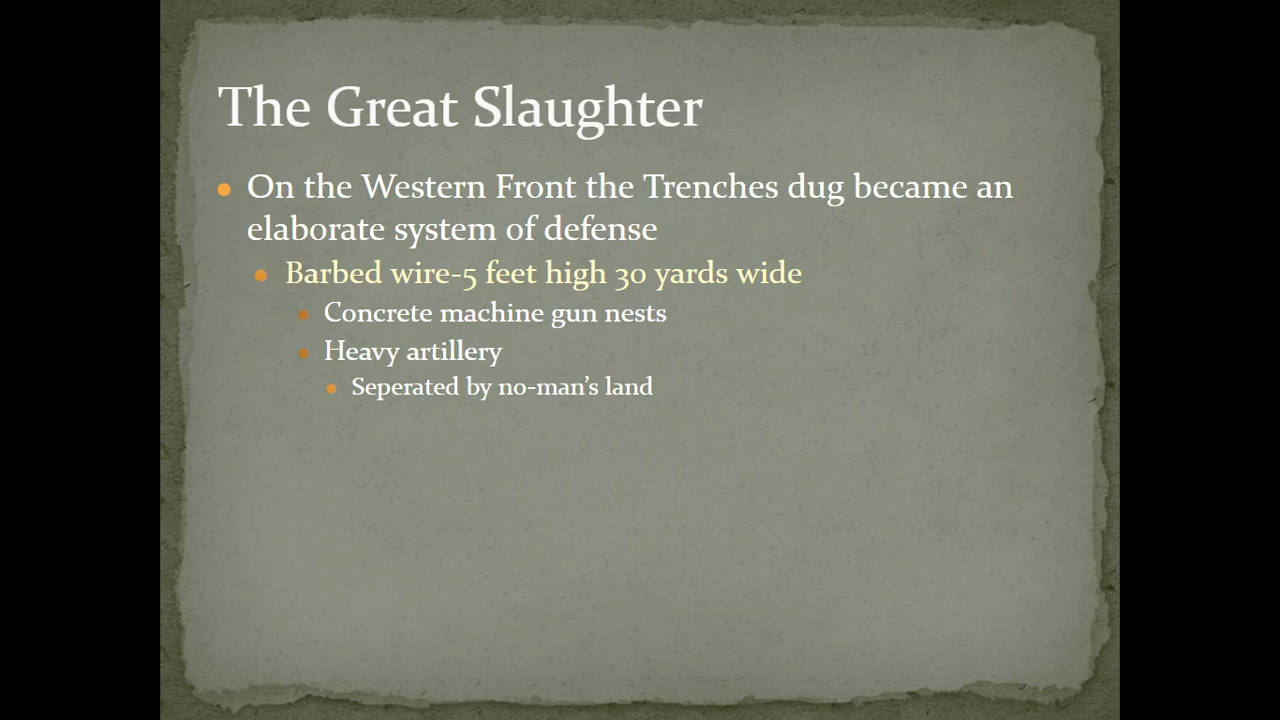 The Great Slaughter
On the Western Front the Trenches dug became an
elaborate system of defense
Barbed wire-5 feet high 30 yards wide
Concrete machine gun nests
Heavy artillery
Seperated by no-man’s land